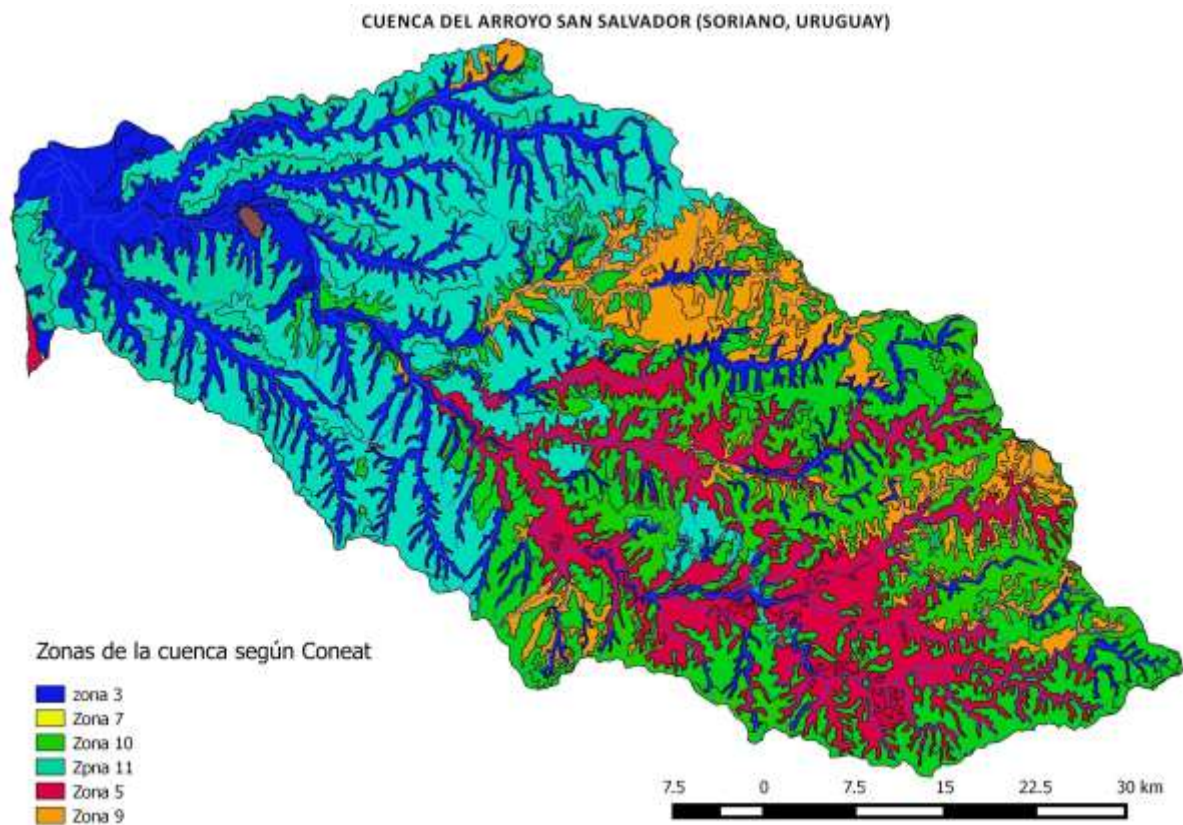 CUENCA DEL ARROYO SAN SALVADOR (SORIANO, URUGUAY)
Zonas de la cuenca según Coneat
zona 3
Zona 7
Zona 10
Zpna 11
Zona 5
Zona 9
7.5 0 7.5 15 22.5 30 km